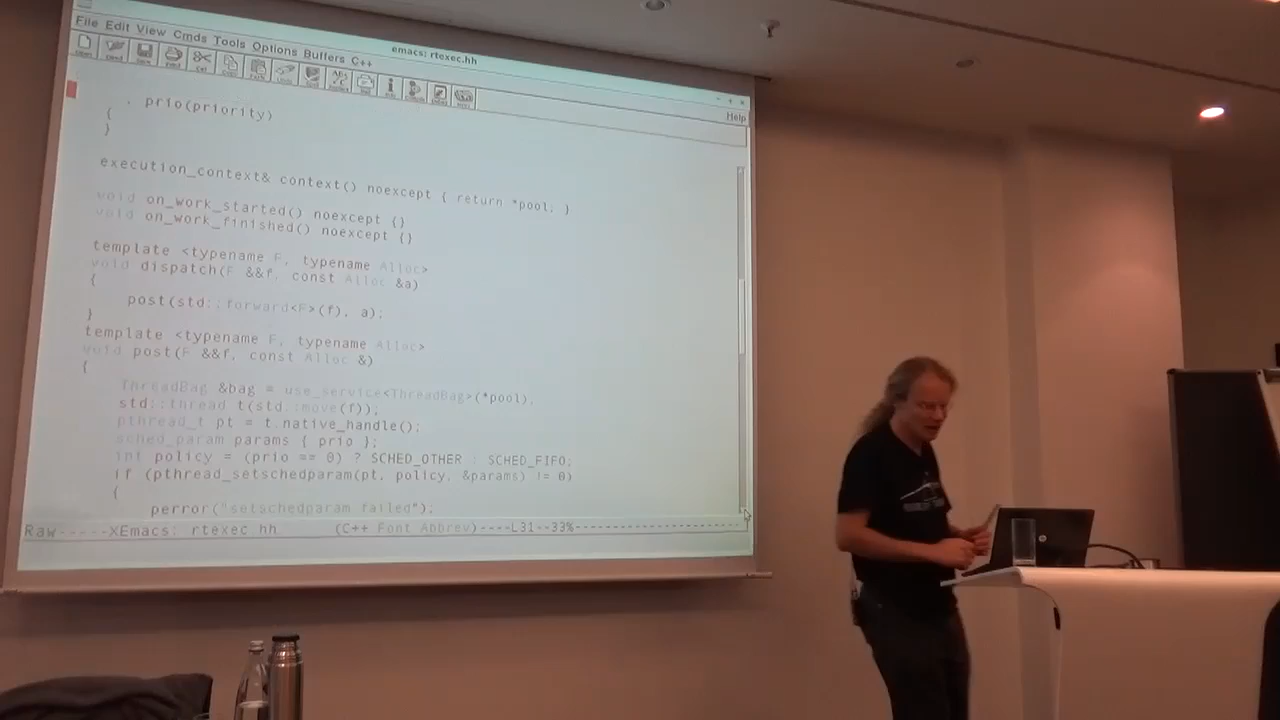 emacs: rtexec.hh
File Edit View Cmds Tools Options Buffers C++
Help
, prio(priority)
{
}
execution_context& context() noexcept { return *pool; }
void on_work_started() noexcept {}
void on_work_finished() noexcept {}
template <typename F, typename Alloc>
void dispatch(F &&f, const Alloc &a)
{
post(std::forward<F>(f), a);
}
template <typename F, typename Alloc>
void post(F &&f, const Alloc &)
{
ThreadBag &bag = use_service<ThreadBag>(*pool);
std::thread t(std::move(f));
pthread_t pt = t.native_handle();
sched_param params { prio };
int policy = (prio == 0) ? SCHED_OTHER : SCHED_FIFO;
if (pthread_setschedparam(pt, policy, &params) != 0)
{
perror("setschedparam failed");
Raw-----XEmacs: rtexec.hh (C++ Font Abbrev)----L31--33%--------------------